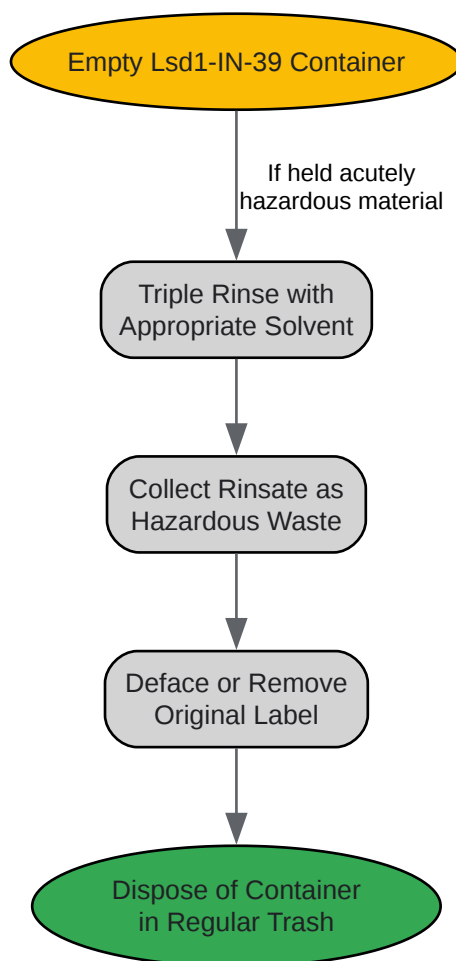 Empty Lsd1-IN-39 Container
If held acutely
hazardous material
Triple Rinse with
Appropriate Solvent
Collect Rinsate as
Hazardous Waste
Deface or Remove
Original Label
Dispose of Container
in Regular Trash